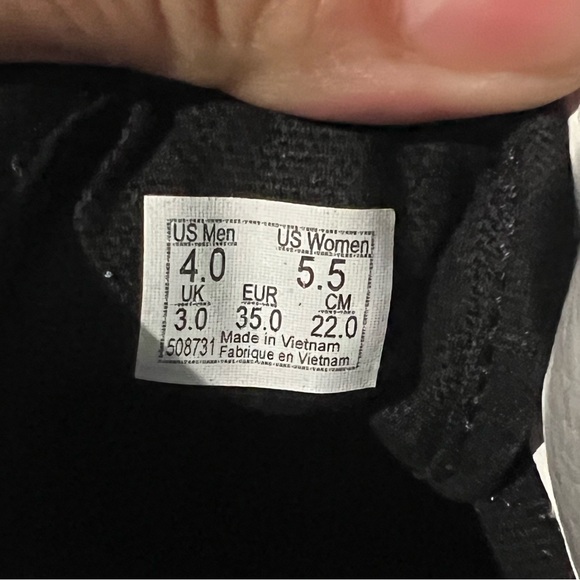 US Men US Women
4.0 5.5
UK EUR CM
3.0 35.0 22.0
508731 Made in Vietnam
Fabrique en Vietnam